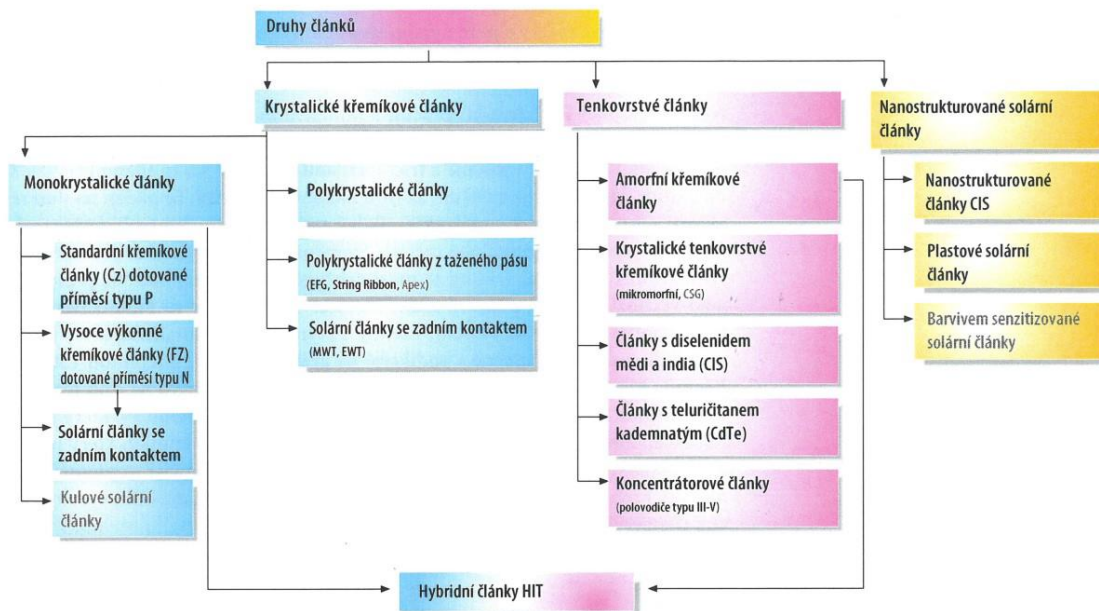 Druhy článků
Krystalické křemíkové články
Tenkovrstvé články
Nanostrukturované solární
články
Monokrystalické články
Standardní křemíkové
články (Cz) dotované
příměsí typu P
Vysoce výkonné
křemíkové články (FZ)
dotované příměsí typu N
Solární články se
zadním kontaktem
Kulové solární
články
Polykrystalické články
Polykrystalické články z taženého pásu
(EFG, String Ribbon, Apex)
Solární články se zadním kontaktem
(MWT, EWT)
Amorfní křemíkové
články
Krystalické tenkovrstvé
křemíkové články
(mikromorfní, CSG)
Články s diselenidem
mědi a india (CIS)
Články s teluričitanem
kademnatým (CdTe)
Koncentrátorové články
(polovodiče typu III-V)
Nanostrukturované
články CIS
Plastové solární
články
Barvivem senzitizované
solární články
Hybridní články HIT